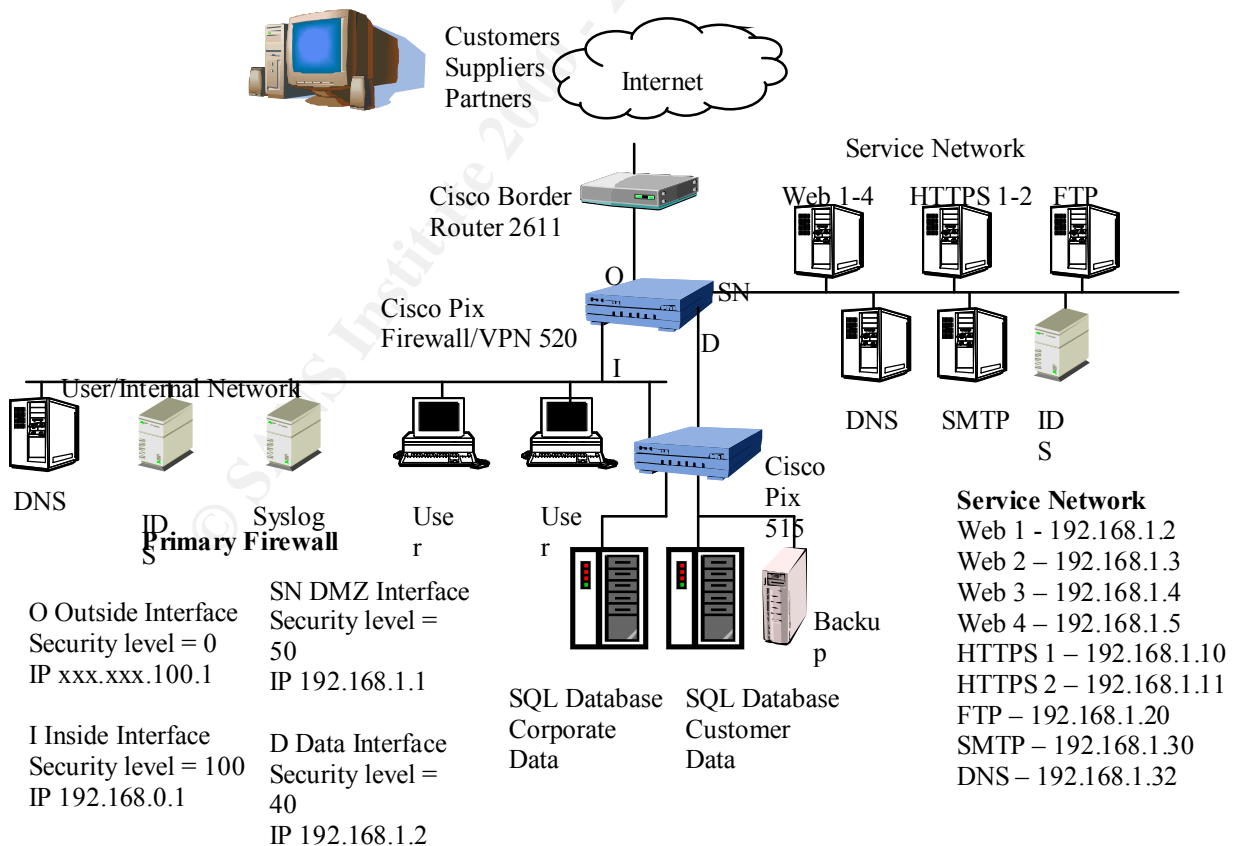 Customers
Suppliers
Partners
Internet
Service Network
Cisco Border
Router 2611
Web 1-4
HTTPS 1-2
FTP
O
SN
Cisco Pix
Firewall/VPN 520
D
I
User/Internal Network
DNS
SMTP
ID
S
Cisco
Pix
515
DNS
ID
S
Syslog
Use
r
Use
r
Backu
p
SQL Database
Corporate
Data
SQL Database
Customer
Data
Primary Firewall
O Outside Interface
Security level = 0
IP xxx.xxx.100.1
I Inside Interface
Security level = 100
IP 192.168.0.1
SN DMZ Interface
Security level =
50
IP 192.168.1.1
D Data Interface
Security level =
40
IP 192.168.1.2
Service Network
Web 1 - 192.168.1.2
Web 2 – 192.168.1.3
Web 3 – 192.168.1.4
Web 4 – 192.168.1.5
HTTPS 1 – 192.168.1.10
HTTPS 2 – 192.168.1.11
FTP – 192.168.1.20
SMTP – 192.168.1.30
DNS – 192.168.1.32
© SANS Institute 200